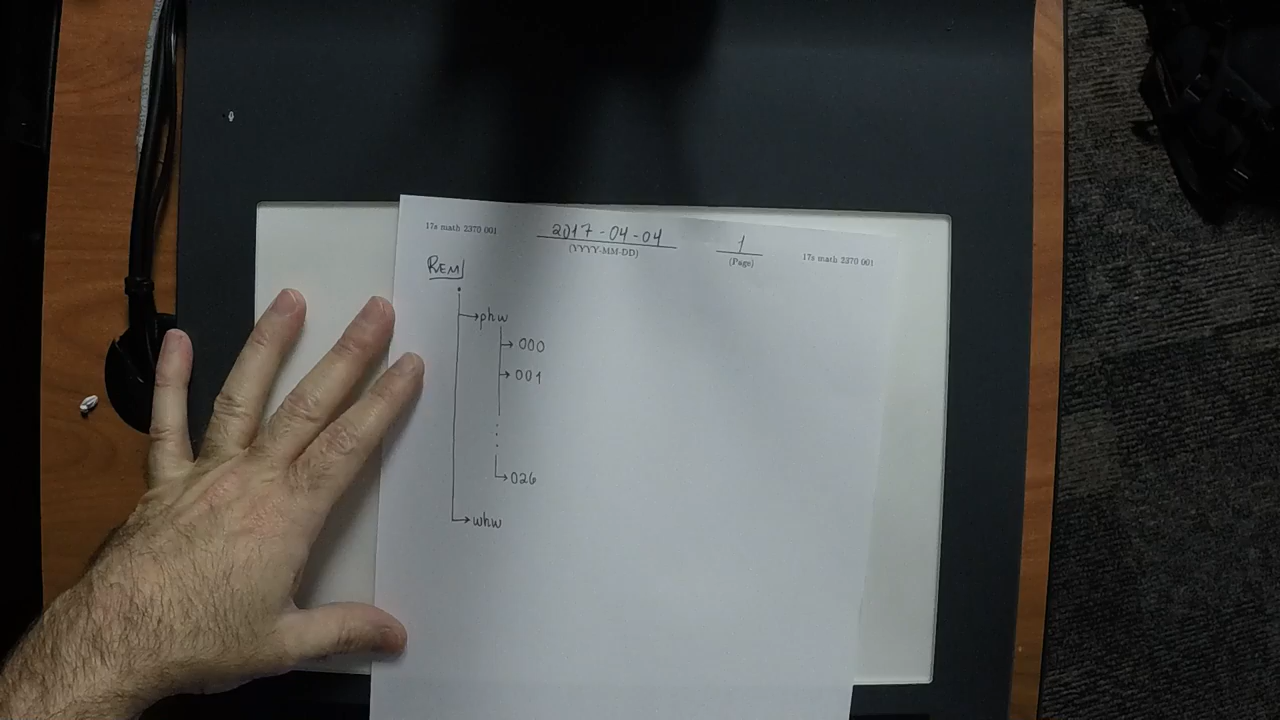 17s math 2370 001 2017-04-04 1 17s math 2370 001
(YYYY-MM-DD) (Page)
REM
phw
000
001
⋮
026
whw